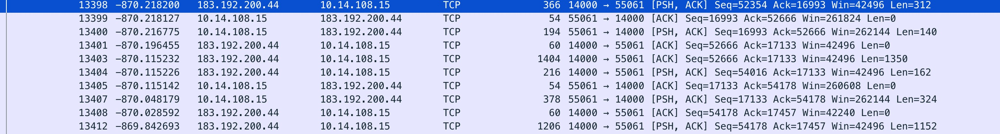 13398 −870.218200 183.192.200.44 10.14.108.15 TCP 366 14000 → 55061 [PSH, ACK] Seq=52354 Ack=16993 Win=42496 Len=312
13399 −870.218127 10.14.108.15 183.192.200.44 TCP 54 55061 → 14000 [ACK] Seq=16993 Ack=52666 Win=261824 Len=0
13400 −870.216775 10.14.108.15 183.192.200.44 TCP 194 55061 → 14000 [PSH, ACK] Seq=16993 Ack=52666 Win=262144 Len=140
13401 −870.196455 183.192.200.44 10.14.108.15 TCP 60 14000 → 55061 [ACK] Seq=52666 Ack=17133 Win=42496 Len=0
13403 −870.115232 183.192.200.44 10.14.108.15 TCP 1404 14000 → 55061 [ACK] Seq=52666 Ack=17133 Win=42496 Len=1350
13404 −870.115226 183.192.200.44 10.14.108.15 TCP 216 14000 → 55061 [PSH, ACK] Seq=54016 Ack=17133 Win=42496 Len=162
13405 −870.115142 10.14.108.15 183.192.200.44 TCP 54 55061 → 14000 [ACK] Seq=17133 Ack=54178 Win=260608 Len=0
13407 −870.048179 10.14.108.15 183.192.200.44 TCP 378 55061 → 14000 [PSH, ACK] Seq=17133 Ack=54178 Win=262144 Len=324
13408 −870.028592 183.192.200.44 10.14.108.15 TCP 60 14000 → 55061 [ACK] Seq=54178 Ack=17457 Win=42240 Len=0
13412 −869.842693 183.192.200.44 10.14.108.15 TCP 1206 14000 → 55061 [PSH, ACK] Seq=54178 Ack=17457 Win=42496 Len=1152